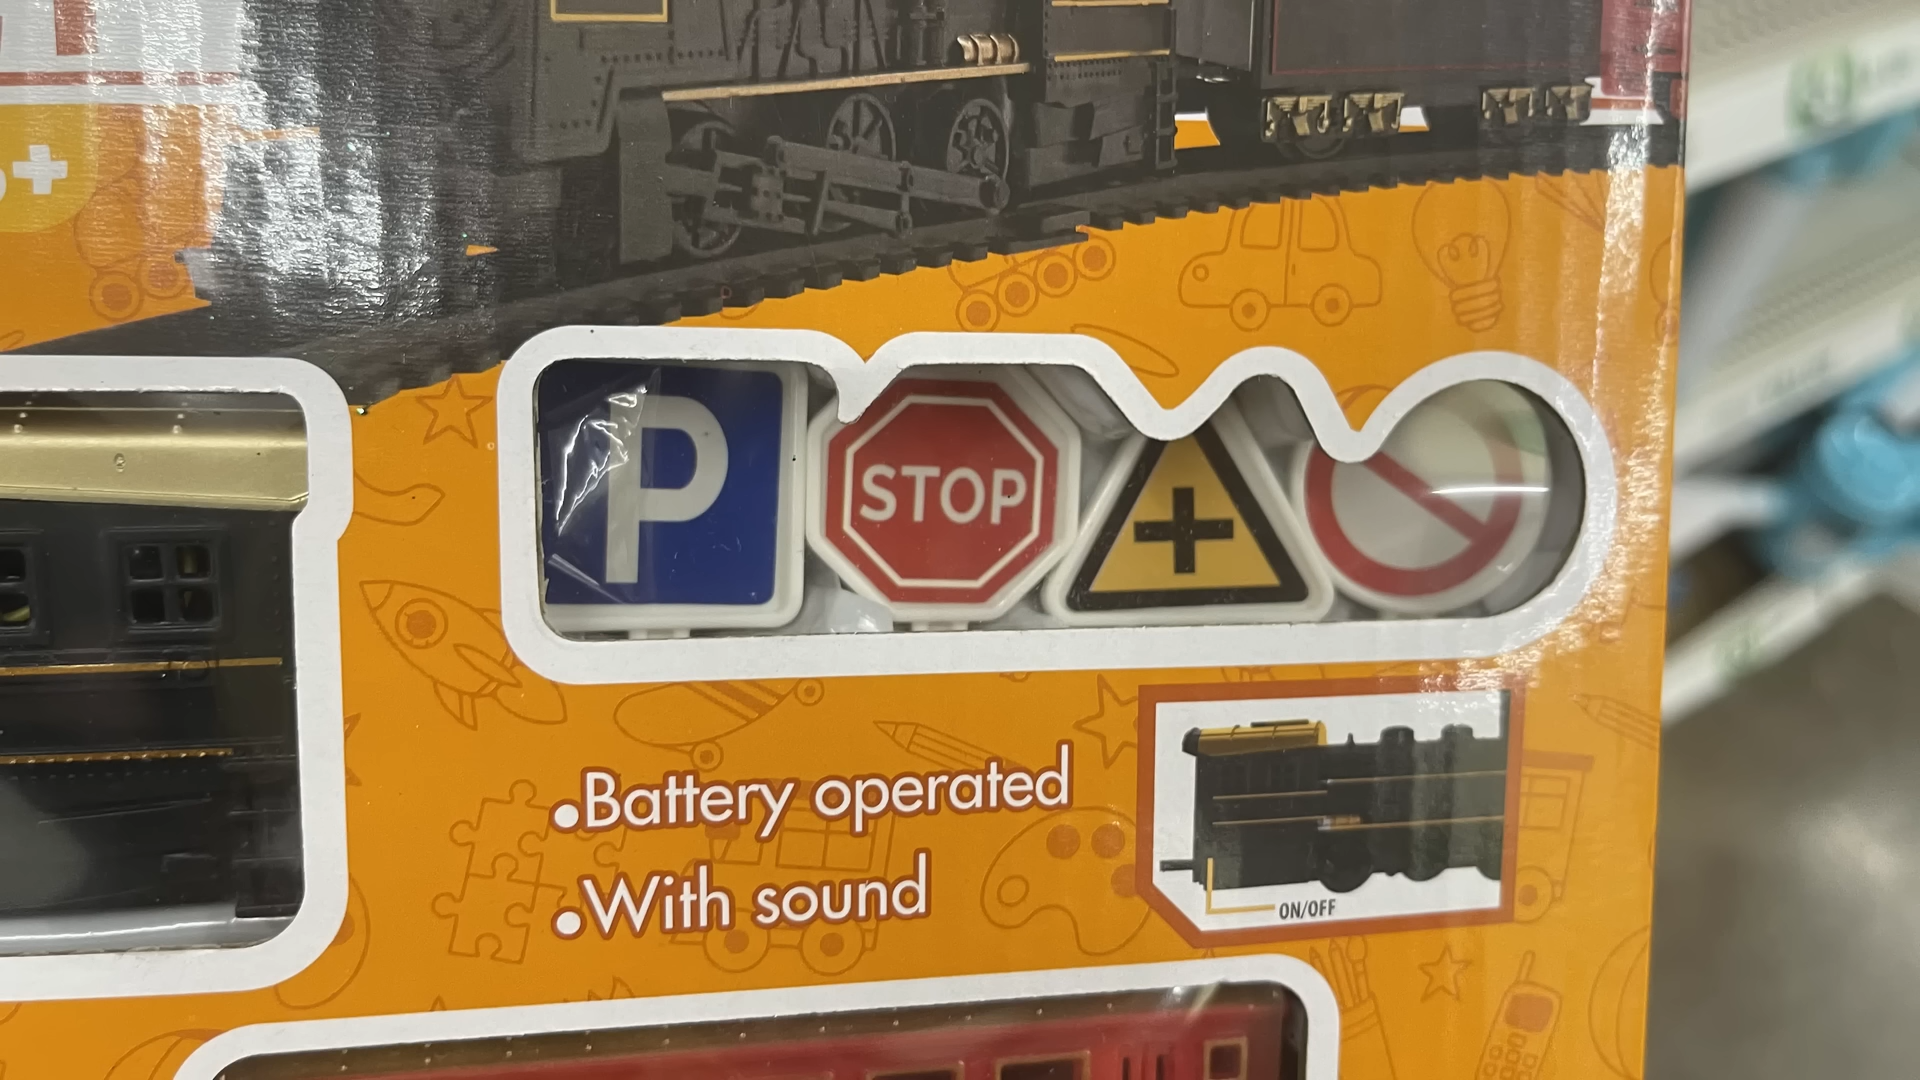 P
STOP
•Battery operated
•With sound
ON/OFF